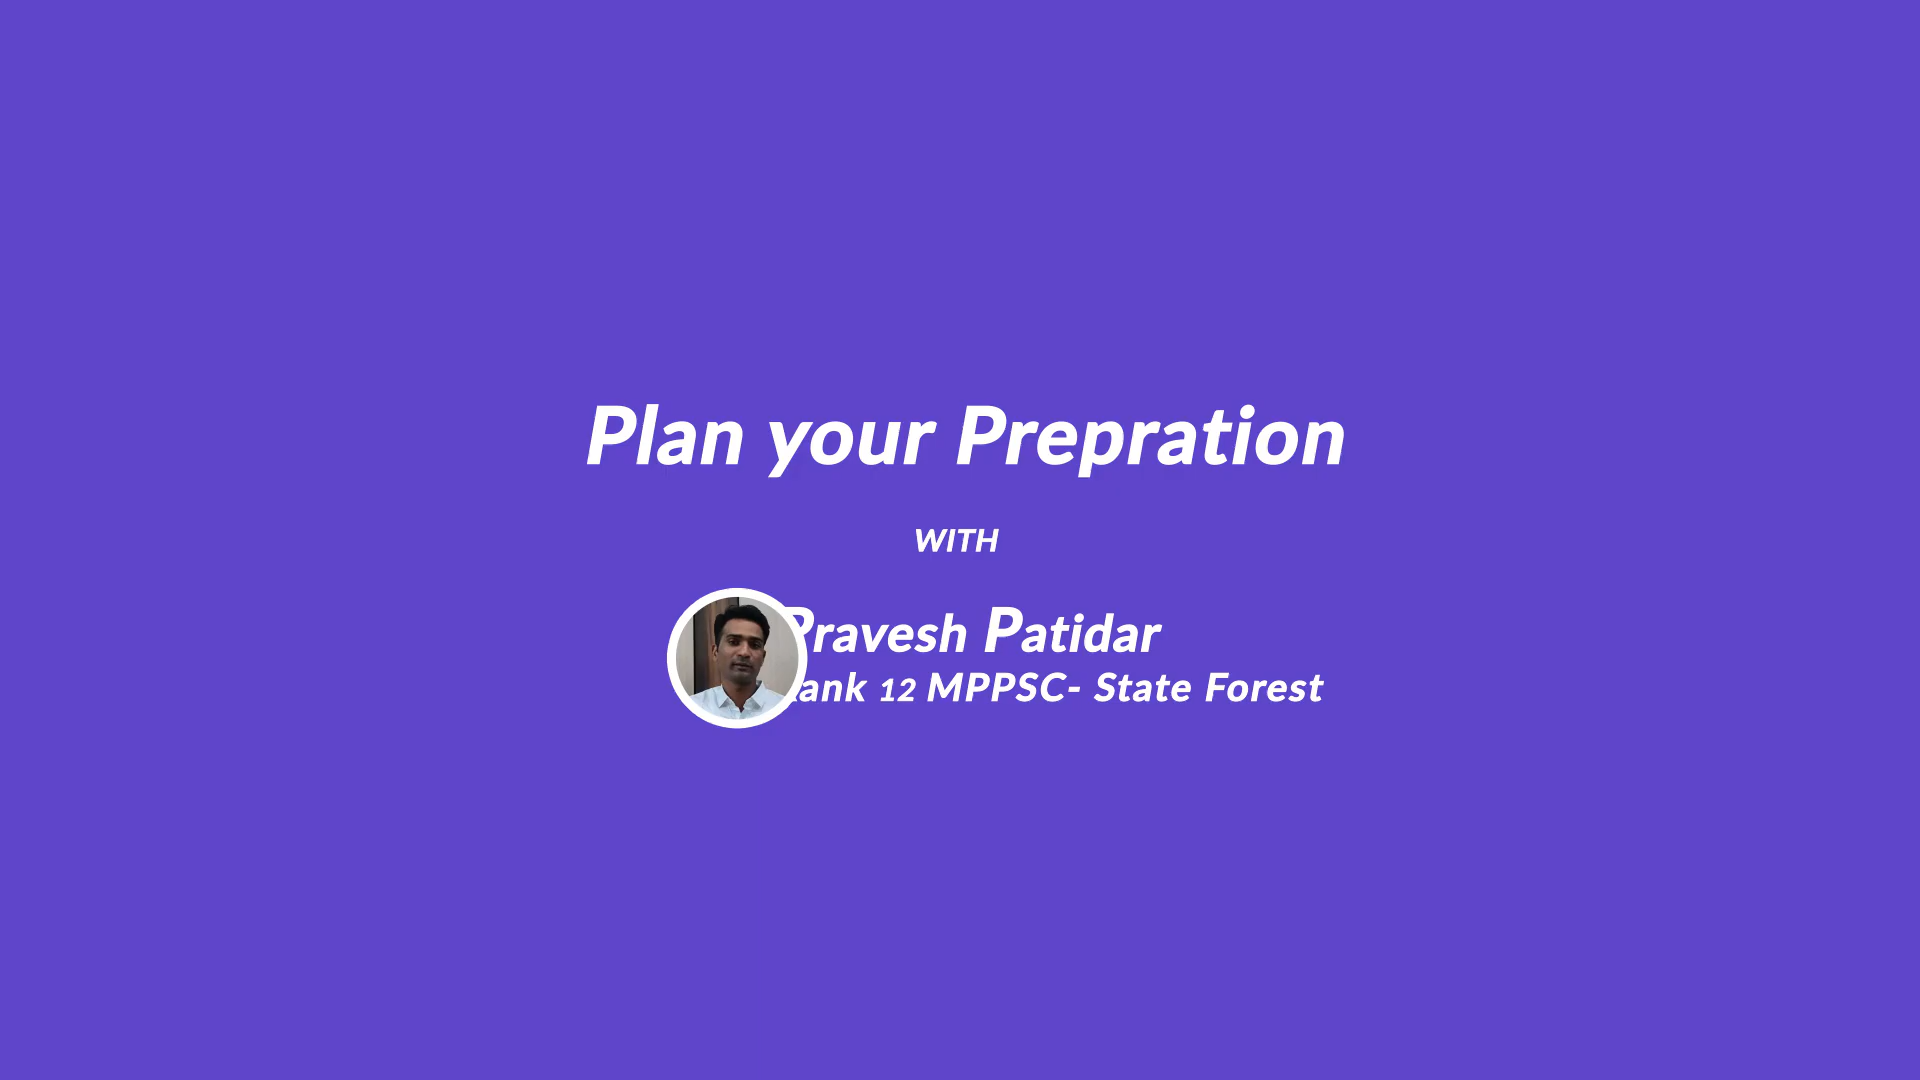 Plan your Prepration
WITH
Pravesh Patidar
Rank 12 MPPSC- State Forest